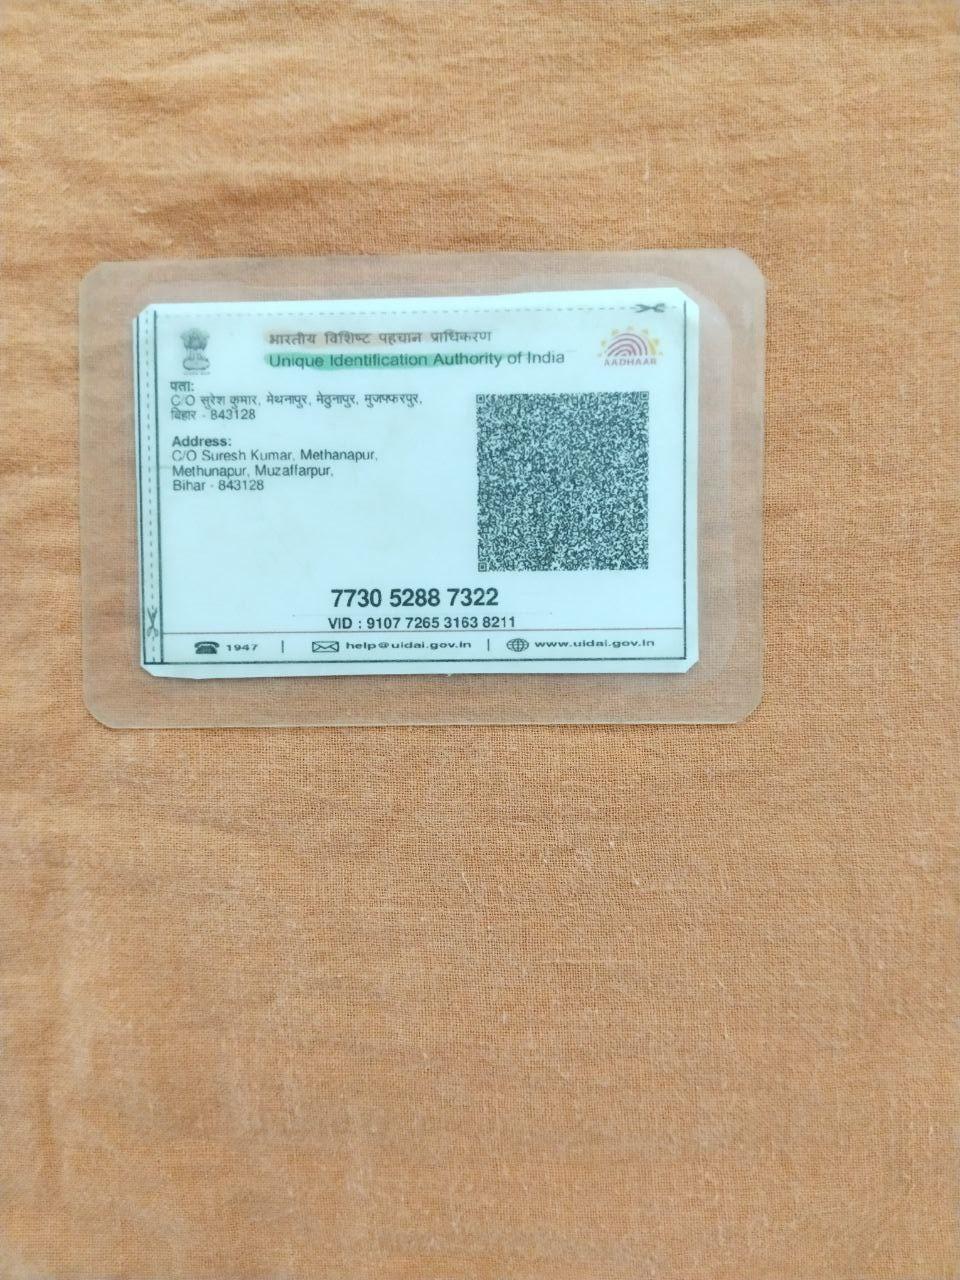 भारतीय विशिष्ट पहचान प्राधिकरण
Unique Identification Authority of India
AADHAAR
पता:
C/O सुरेश कुमार, मेथनापुर, मेठुनापुर, मुजफ्फरपुर,
बिहार - 843128
Address:
C/O Suresh Kumar, Methanapur,
Methunapur, Muzaffarpur,
Bihar - 843128
7730 5288 7322
VID : 9107 7265 3163 8211
1947 | help@uidai.gov.in | www.uidai.gov.in